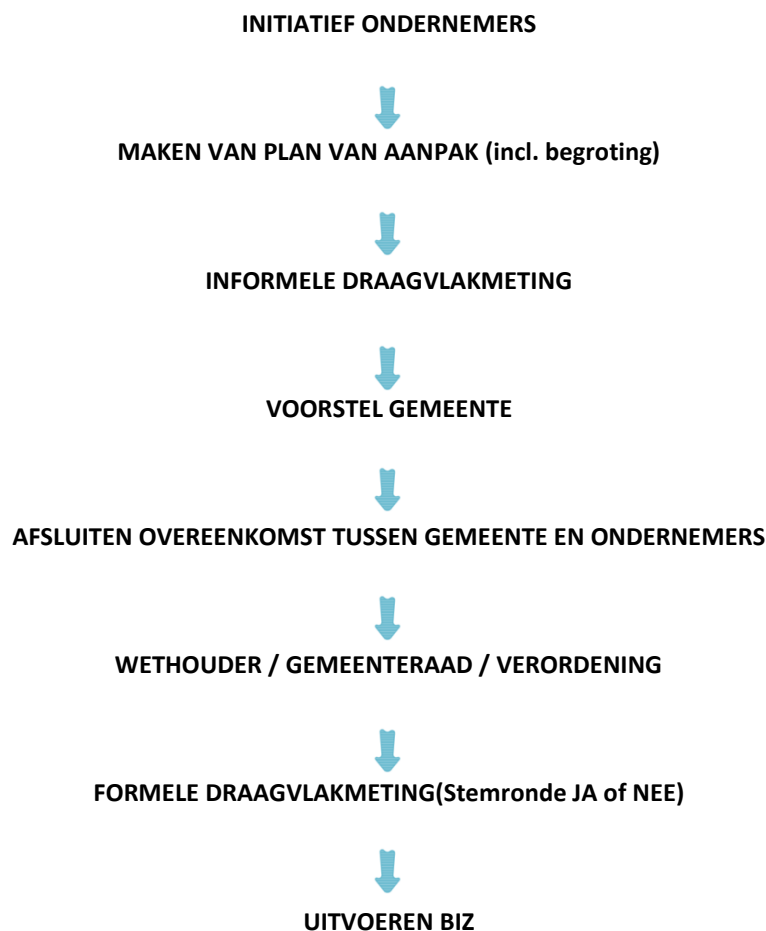 INITIATIEF ONDERNEMERS
MAKEN VAN PLAN VAN AANPAK (incl. begroting)
INFORMELE DRAAGVLAKMETING
VOORSTEL GEMEENTE
AFSLUITEN OVEREENKOMST TUSSEN GEMEENTE EN ONDERNEMERS
WETHOUDER / GEMEENTERAAD / VERORDENING
FORMELE DRAAGVLAKMETING(Stemronde JA of NEE)
UITVOEREN BIZ